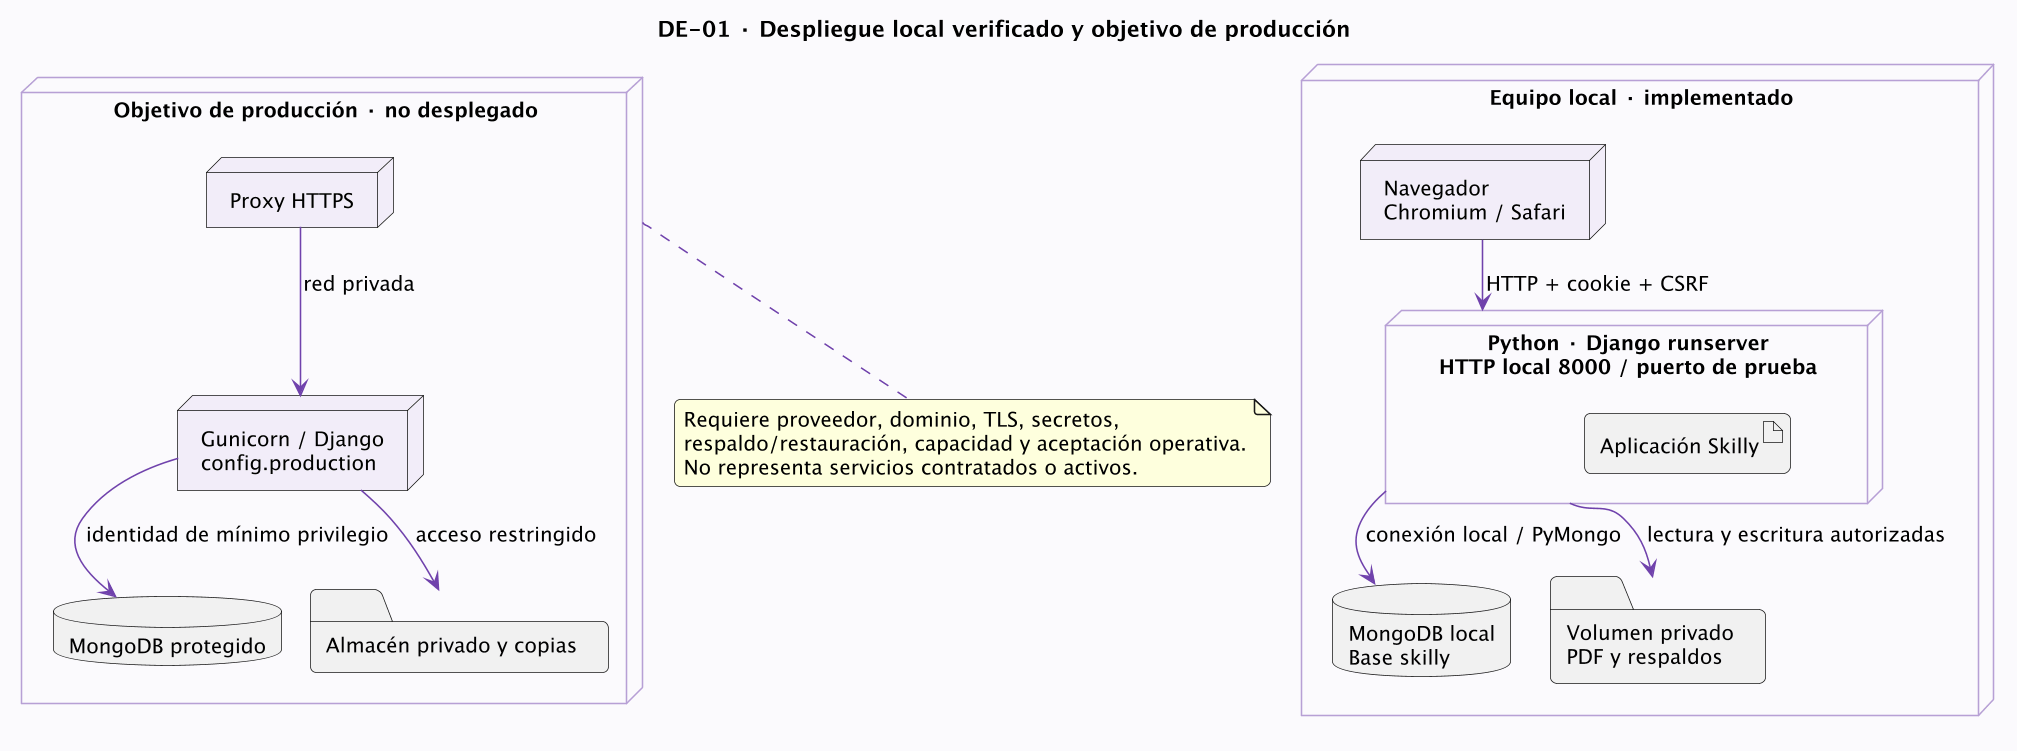 DE-01 · Despliegue local verificado y objetivo de producción
Objetivo de producción · no desplegado
Proxy HTTPS
red privada
Gunicorn / Django
config.production
identidad de mínimo privilegio
acceso restringido
MongoDB protegido
Almacén privado y copias
Requiere proveedor, dominio, TLS, secretos,
respaldo/restauración, capacidad y aceptación operativa.
No representa servicios contratados o activos.
Equipo local · implementado
Navegador
Chromium / Safari
HTTP + cookie + CSRF
Python · Django runserver
HTTP local 8000 / puerto de prueba
Aplicación Skilly
conexión local / PyMongo
lectura y escritura autorizadas
MongoDB local
Base skilly
Volumen privado
PDF y respaldos